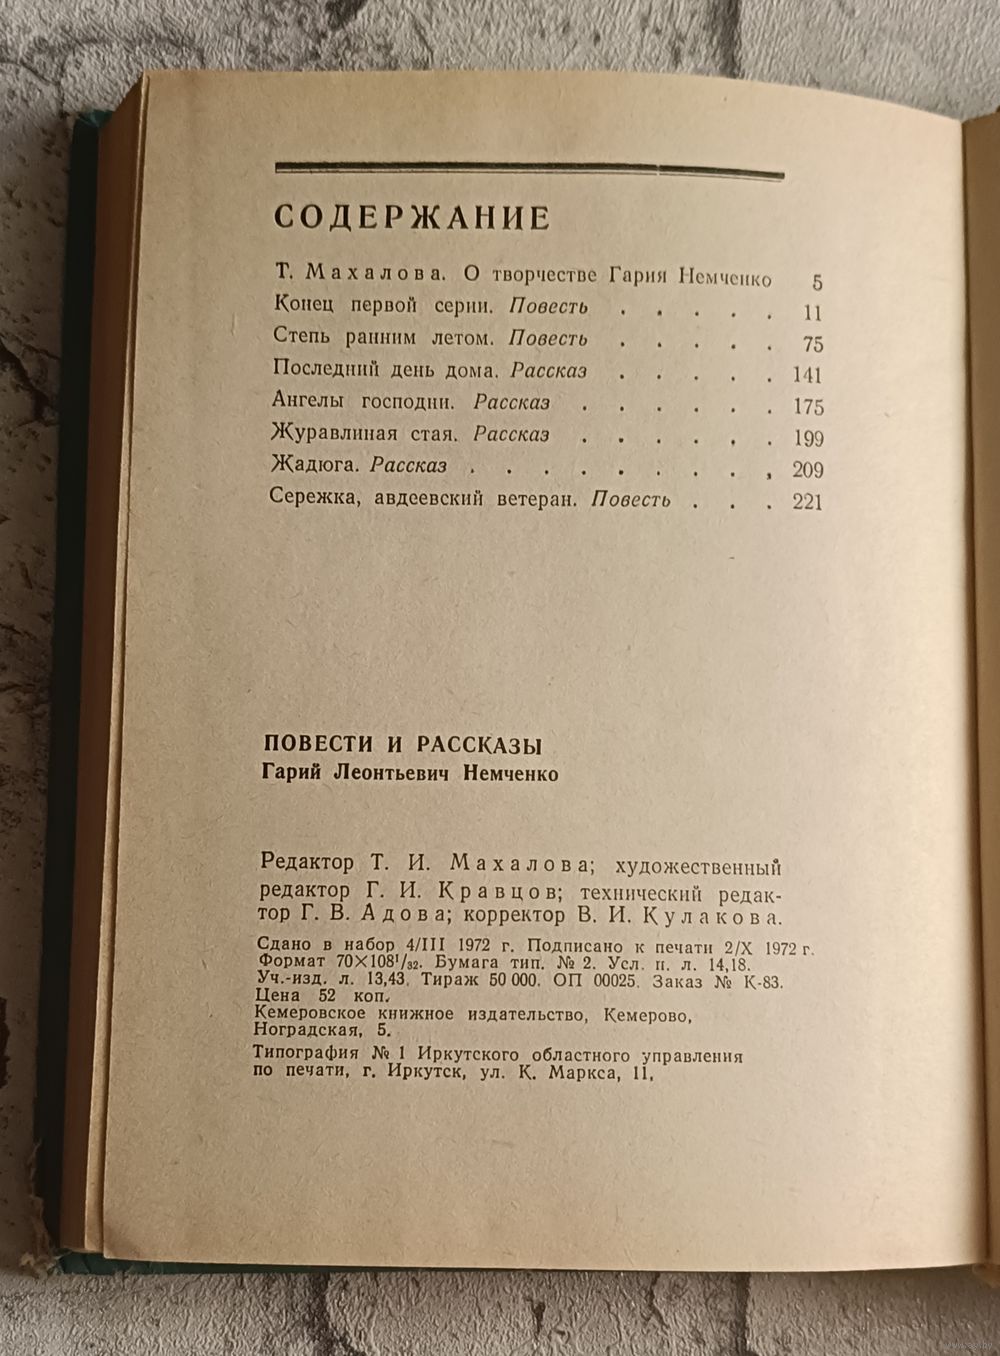 СОДЕРЖАНИЕ
Т. Махалова. О творчестве Гария Немченко 5
Конец первой серии. Повесть . . . . . 11
Степь ранним летом. Повесть . . . . . 75
Последний день дома. Рассказ . . . . . 141
Ангелы господни. Рассказ . . . . . . 175
Журавлиная стая. Рассказ . . . . . . 199
Жадюга. Рассказ . . . . . . . . , 209
Сережка, авдеевский ветеран. Повесть . . . 221
ПОВЕСТИ И РАССКАЗЫ
Гарий Леонтьевич Немченко
Редактор Т. И. Махалова; художественный
редактор Г. И. Кравцов; технический редак-
тор Г. В. Адова; корректор В. И. Кулакова.
Сдано в набор 4/III 1972 г. Подписано к печати 2/X 1972 г.
Формат 70×108¹/₃₂. Бумага тип. № 2. Усл. п. л. 14,18.
Уч.-изд. л. 13,43. Тираж 50 000. ОП 00025. Заказ № К-83.
Цена 52 коп.
Кемеровское книжное издательство, Кемерово,
Ноградская, 5.
Типография № 1 Иркутского областного управления
по печати, г. Иркутск, ул. К. Маркса, 11.